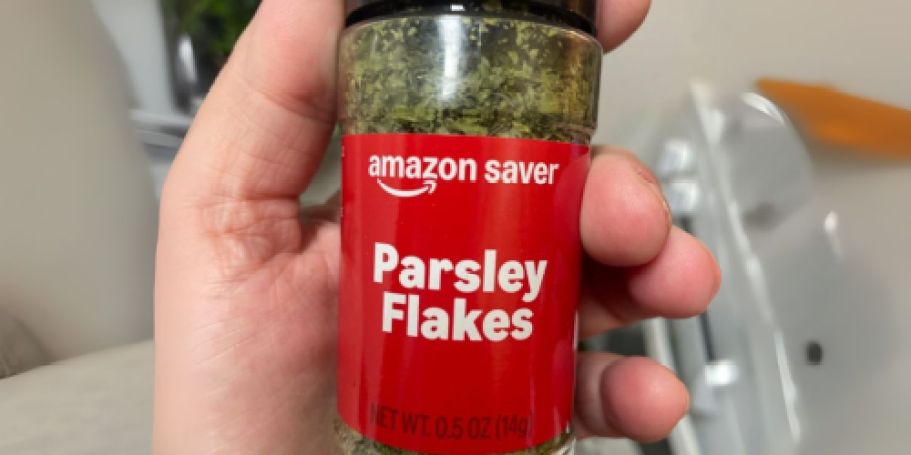 amazon saver
Parsley
Flakes
NET WT. 0.5 OZ (14g)